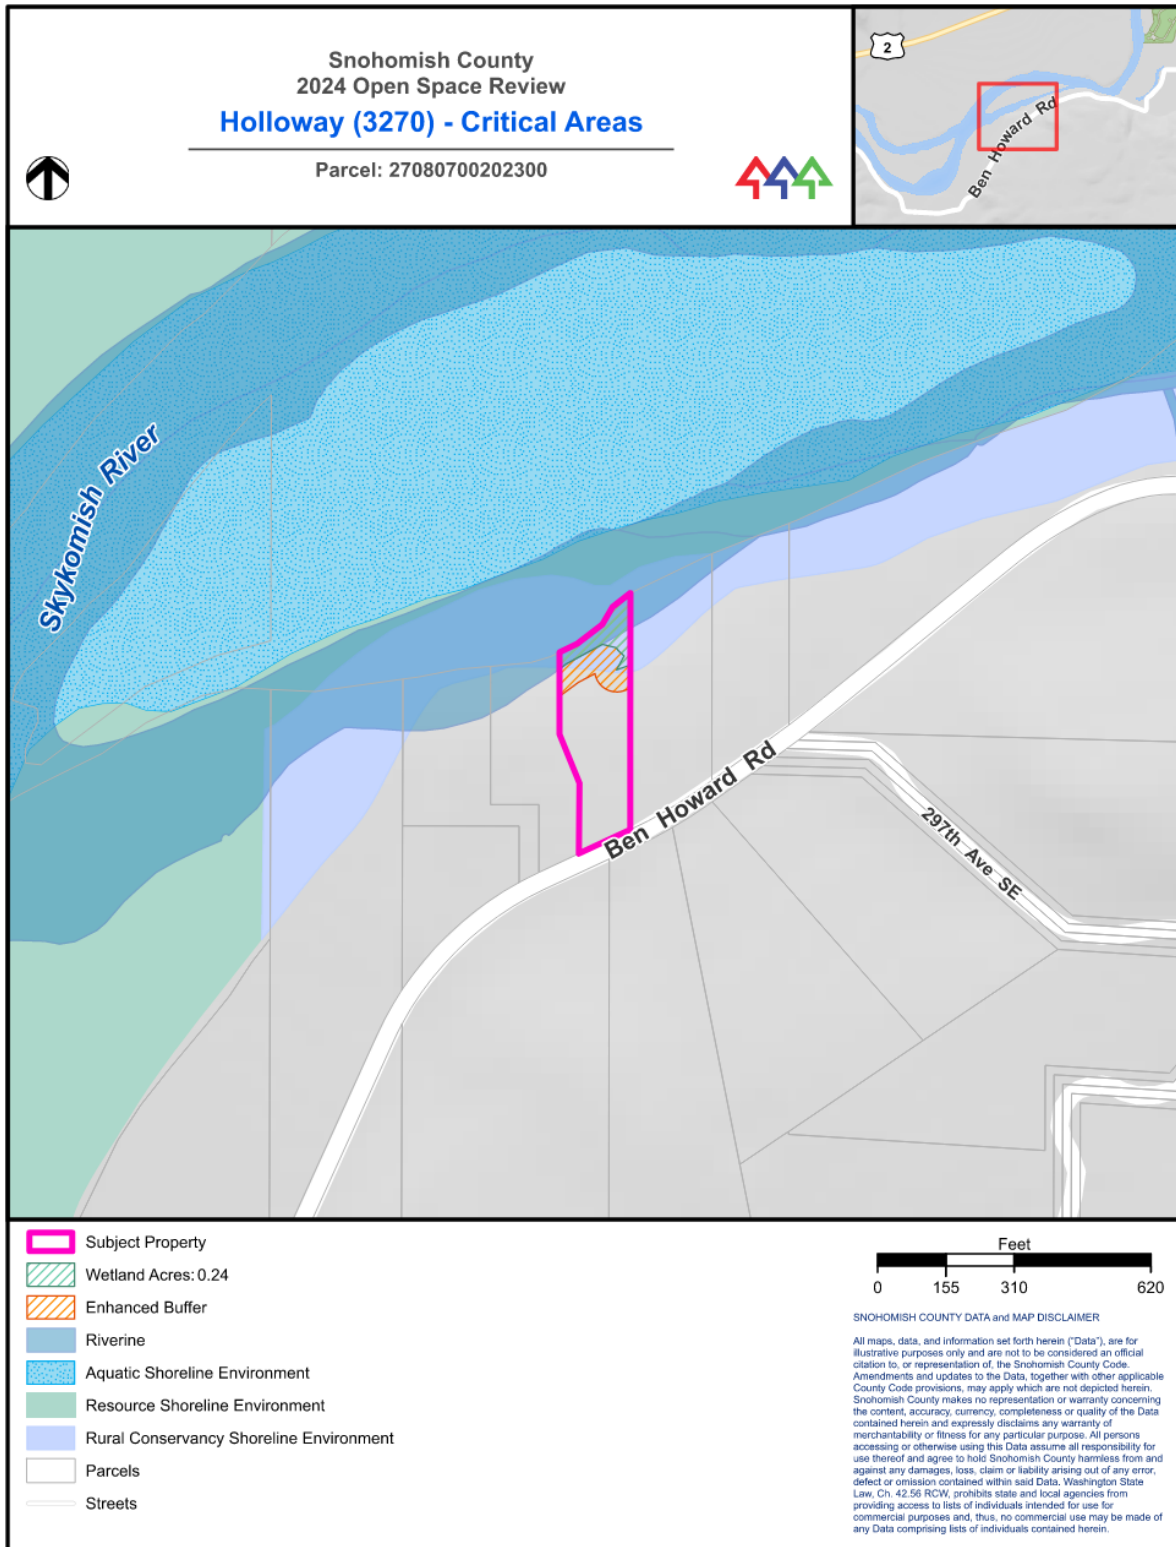 Snohomish County
2024 Open Space Review
Holloway (3270) - Critical Areas
Parcel: 27080700202300
2
Ben Howard Rd
Skykomish River
Ben Howard Rd
297th Ave SE
Subject Property
Wetland Acres: 0.24
Enhanced Buffer
Riverine
Aquatic Shoreline Environment
Resource Shoreline Environment
Rural Conservancy Shoreline Environment
Parcels
Streets
Feet
0 155 310 620
SNOHOMISH COUNTY DATA and MAP DISCLAIMER
All maps, data, and information set forth herein ("Data"), are for
illustrative purposes only and are not to be considered an official
citation to, or representation of, the Snohomish County Code.
Amendments and updates to the Data, together with other applicable
County Code provisions, may apply which are not depicted herein.
Snohomish County makes no representation or warranty concerning
the content, accuracy, currency, completeness or quality of the Data
contained herein and expressly disclaims any warranty of
merchantability or fitness for any particular purpose. All persons
accessing or otherwise using this Data assume all responsibility for
use thereof and agree to hold Snohomish County harmless from and
against any damages, loss, claim or liability arising out of any error,
defect or omission contained within said Data. Washington State
Law, Ch. 42.56 RCW, prohibits state and local agencies from
providing access to lists of individuals intended for use for
commercial purposes and, thus, no commercial use may be made of
any Data comprising lists of individuals contained herein.